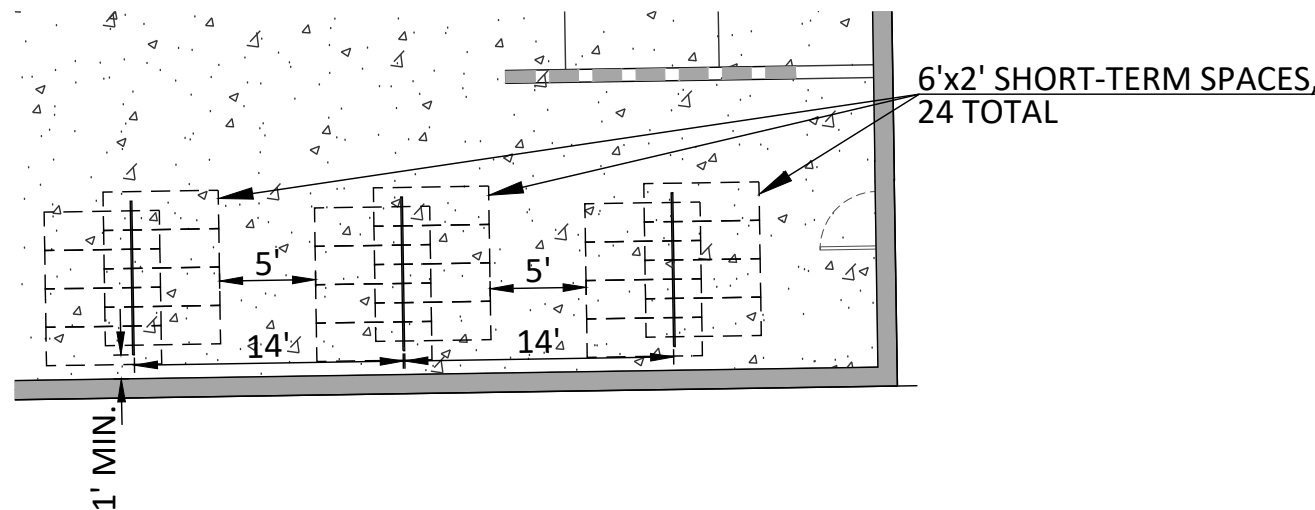 6'x2' SHORT-TERM SPACES,
24 TOTAL
5'
5'
14'
14'
1' MIN.